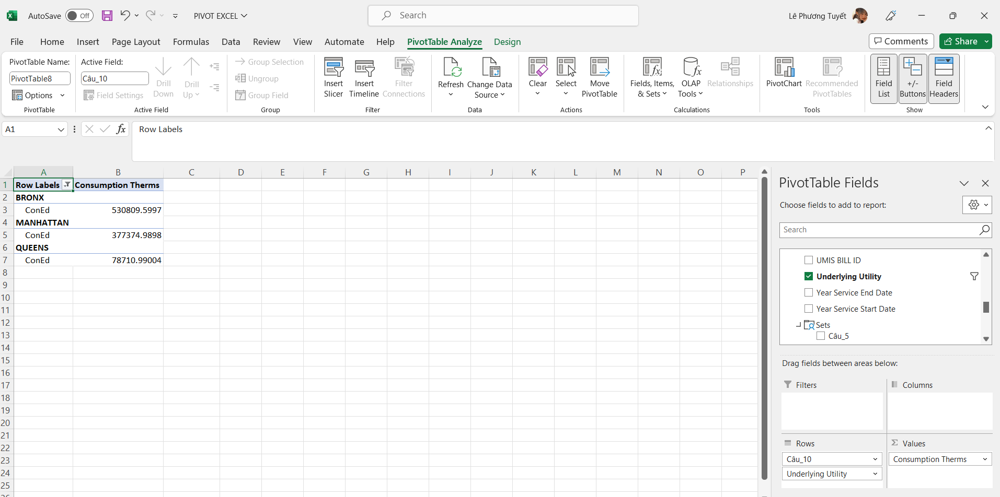 AutoSave Off PIVOT EXCEL Search Lê Phương Tuyết
File Home Insert Page Layout Formulas Data Review View Automate Help PivotTable Analyze Design Comments Share
PivotTable Name:
PivotTable8
Options
PivotTable
Active Field:
Câu_10
Field Settings
Drill Down
Drill Up
Active Field
Group Selection
Ungroup
7 Group Field
Group
Insert Slicer
Insert Timeline
Filter Connections
Filter
Refresh
Change Data Source
Data
Clear
Select
Move PivotTable
Actions
Fields, Items, & Sets
OLAP Tools
Relationships
Calculations
PivotChart
Recommended PivotTables
Tools
Field List
+/- Buttons
Field Headers
Show
A1 fx Row Labels
A B C D E F G H I J K L M N O P
1 Row Labels Consumption Therms
2 BRONX
3 ConEd 530809.5997
4 MANHATTAN
5 ConEd 377374.9898
6 QUEENS
7 ConEd 78710.99004
8
9
10
11
12
13
14
15
16
17
18
19
20
21
22
23
24
25
PivotTable Fields
Choose fields to add to report:
Search
UMIS BILL ID
Underlying Utility
Year Service End Date
Year Service Start Date
Sets
Câu_5
Drag fields between areas below:
Filters
Columns
Rows
Câu_10
Underlying Utility
Σ Values
Consumption Therms